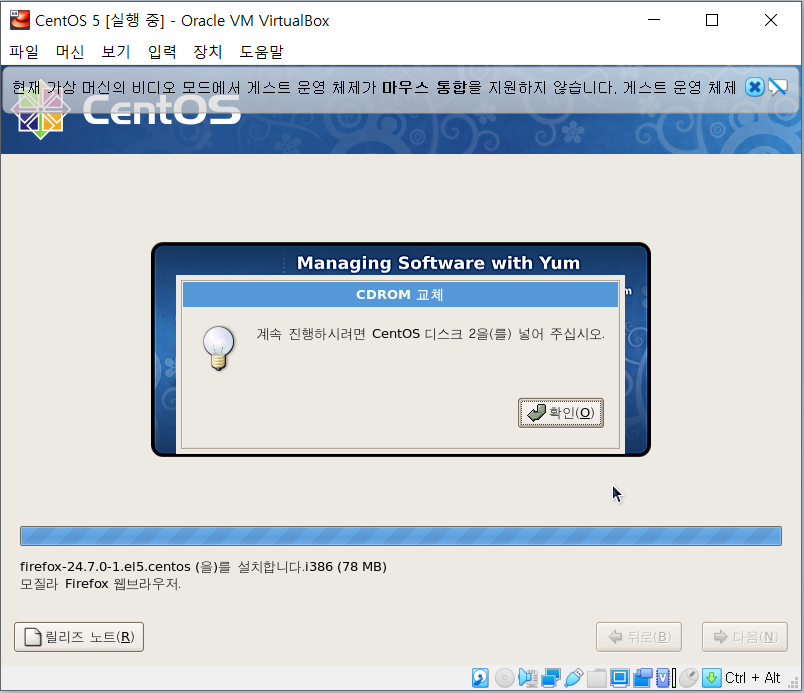 CentOS 5 [실행 중] - Oracle VM VirtualBox
파일 머신 보기 입력 장치 도움말
현재 가상 머신의 비디오 모드에서 게스트 운영 체제가 마우스 통합을 지원하지 않습니다. 게스트 운영 체제
CentOS
Managing Software with Yum
m
CDROM 교체
계속 진행하시려면 CentOS 디스크 2을(를) 넣어 주십시오.
확인(O)
firefox-24.7.0-1.el5.centos (을)를 설치합니다.i386 (78 MB)
모질라 Firefox 웹브라우저.
릴리즈 노트(R) 뒤로(B) 다음(N)
Ctrl + Alt